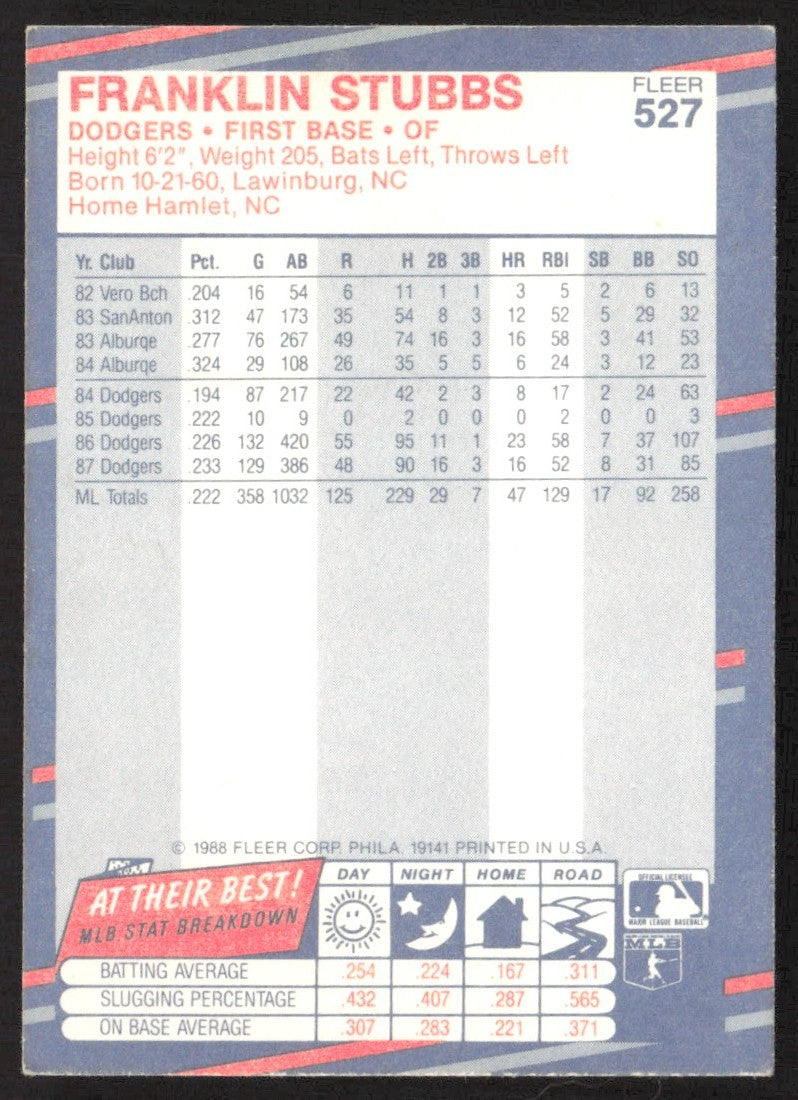 FRANKLIN STUBBS
FLEER
527
DODGERS • FIRST BASE • OF
Height 6'2", Weight 205, Bats Left, Throws Left
Born 10-21-60, Lawinburg, NC
Home Hamlet, NC
Yr. Club Pct. G AB R H 2B 3B HR RBI SB BB SO
82 Vero Bch .204 16 54 6 11 1 1 3 5 2 6 13
83 SanAnton .312 47 173 35 54 8 3 12 52 5 29 32
83 Alburqe .277 76 267 49 74 16 3 16 58 3 41 53
84 Alburqe .324 29 108 26 35 5 5 6 24 3 12 23
84 Dodgers .194 87 217 22 42 2 3 8 17 2 24 63
85 Dodgers .222 10 9 0 2 0 0 0 2 0 0 3
86 Dodgers .226 132 420 55 95 11 1 23 58 7 37 107
87 Dodgers .233 129 386 48 90 16 3 16 52 8 31 85
ML Totals .222 358 1032 125 229 29 7 47 129 17 92 258
© 1988 FLEER CORP. PHILA. 19141 PRINTED IN U.S.A.
AT THEIR BEST!
MLB STAT BREAKDOWN
DAY NIGHT HOME ROAD
OFFICIAL LICENSEE
MAJOR LEAGUE BASEBALL
MLB
BATTING AVERAGE .254 .224 .167 .311
SLUGGING PERCENTAGE .432 .407 .287 .565
ON BASE AVERAGE .307 .283 .221 .371